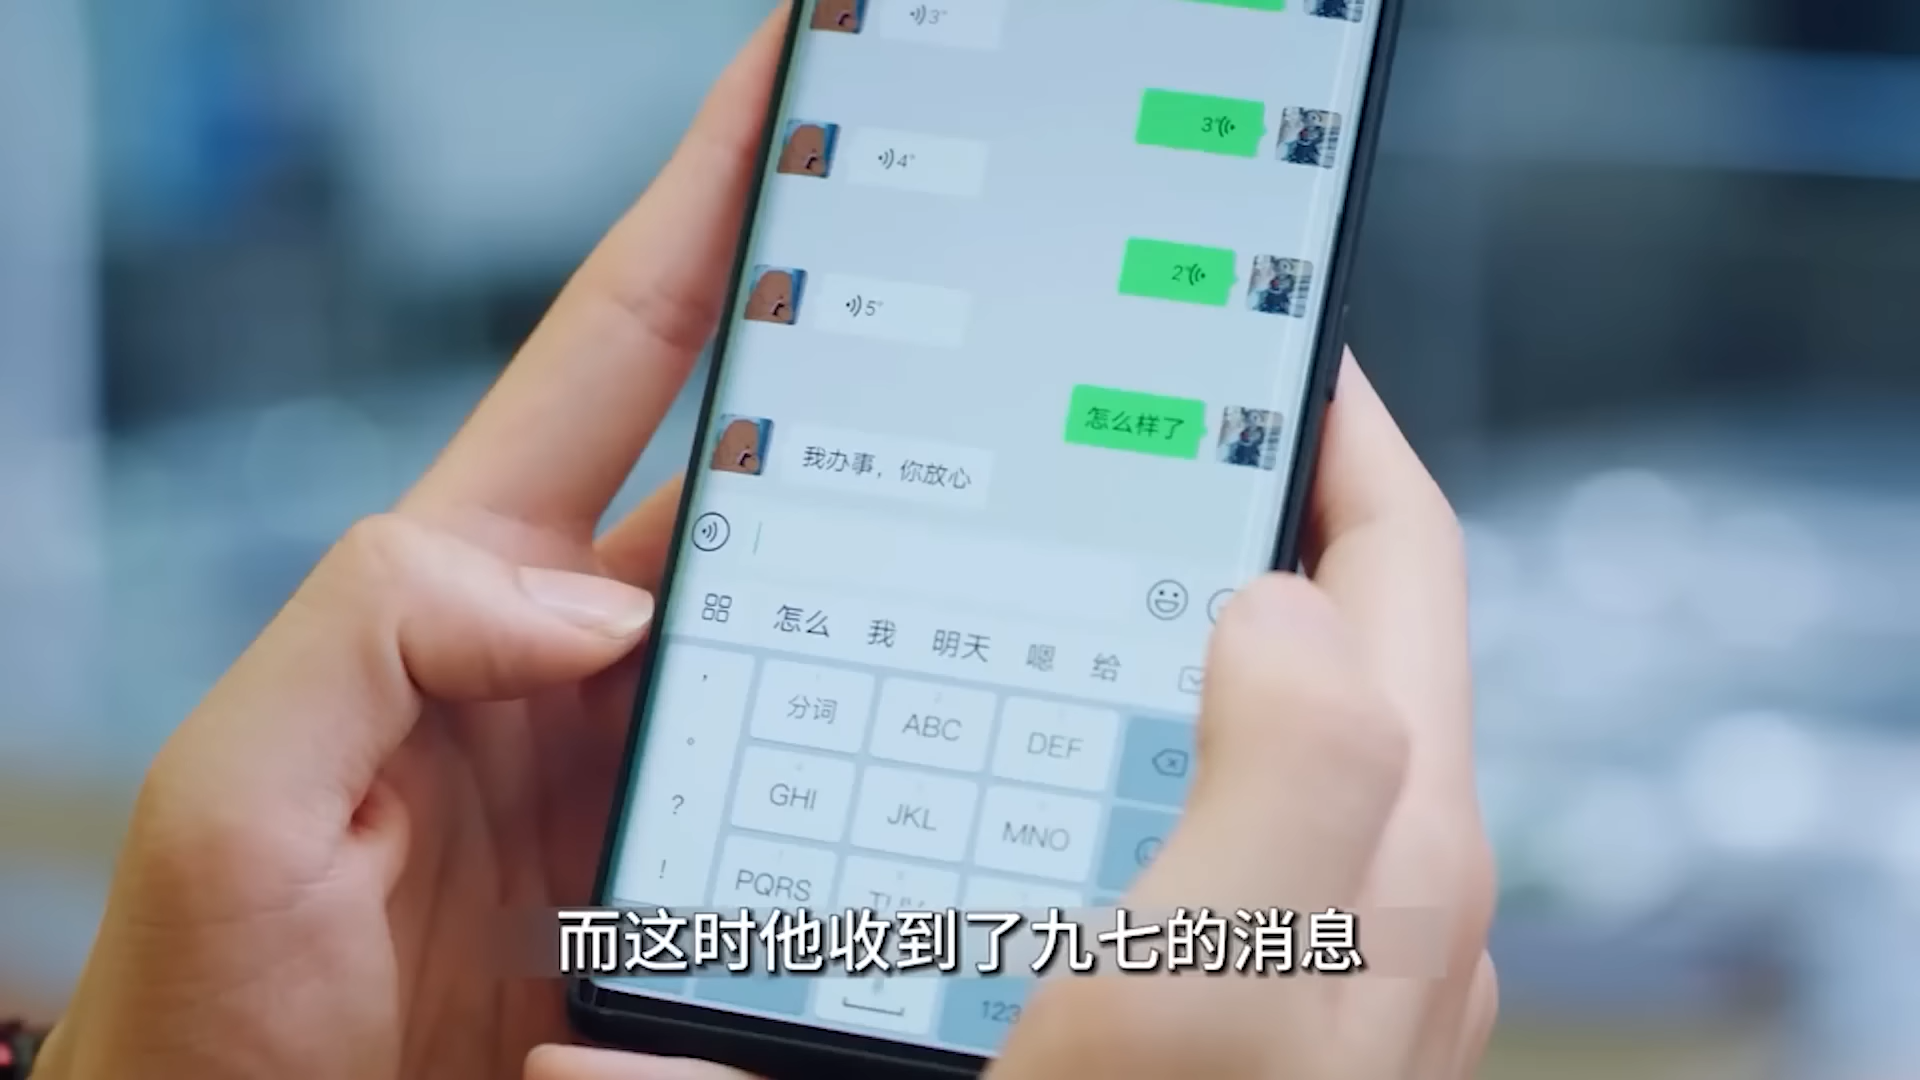 3"
3"
4"
2"
5"
怎么样了
我办事，你放心
怎么 我 明天 嗯 给
,
分词 ABC DEF
。
GHI JKL MNO
?
!
PQRS
而这时他收到了九七的消息
123